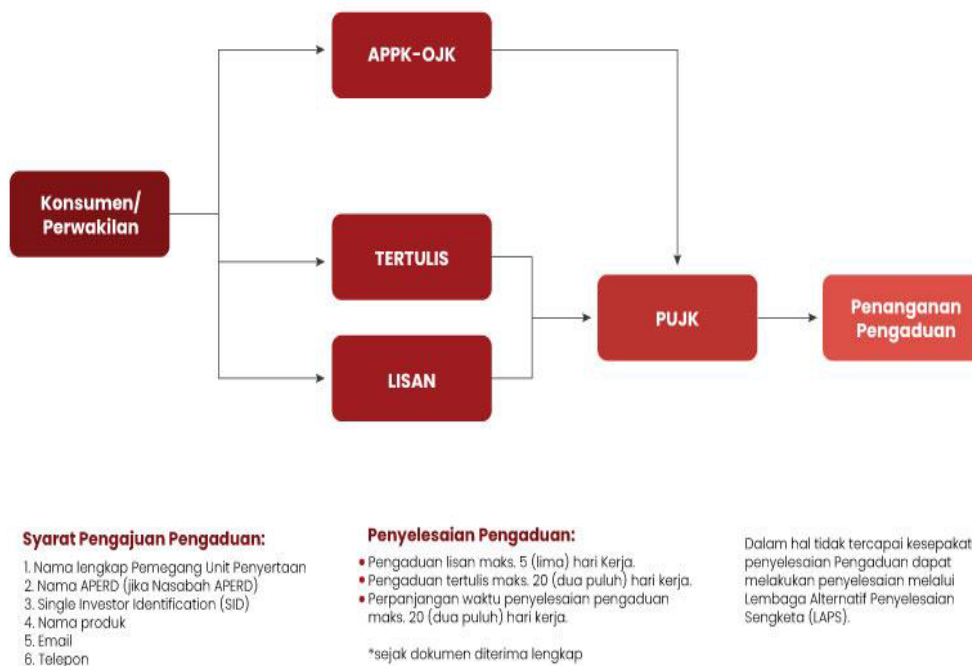 APPK-OJK
Konsumen/
Perwakilan
TERTULIS
PUJK
Penanganan
Pengaduan
LISAN
Syarat Pengajuan Pengaduan:
1. Nama lengkap Pemegang Unit Penyertaan
2. Nama APERD (jika Nasabah APERD)
3. Single Investor Identification (SID)
4. Nama produk
5. Email
6. Telepon
Penyelesaian Pengaduan:
• Pengaduan lisan maks. 5 (lima) hari Kerja.
• Pengaduan tertulis maks. 20 (dua puluh) hari kerja.
• Perpanjangan waktu penyelesaian pengaduan
maks. 20 (dua puluh) hari kerja.
*sejak dokumen diterima lengkap
Dalam hal tidak tercapai kesepakat
penyelesaian Pengaduan dapat
melakukan penyelesaian melalui
Lembaga Alternatif Penyelesaian
Sengketa (LAPS).